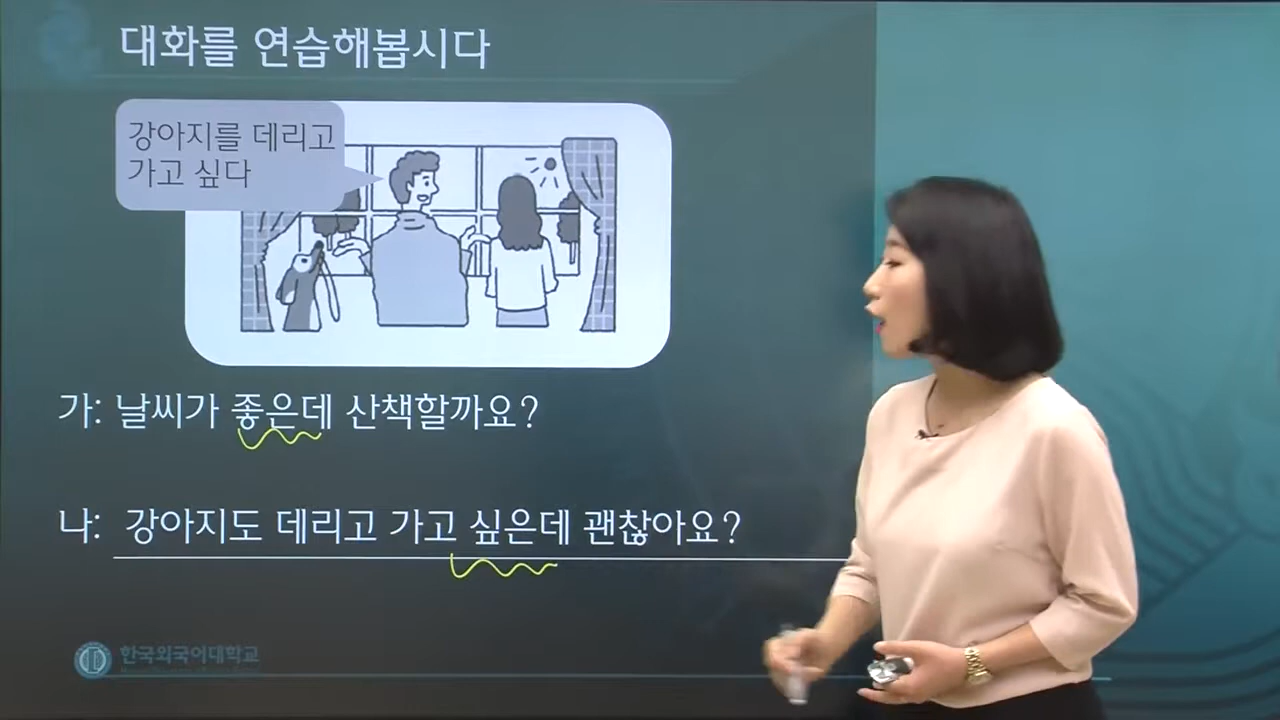 대화를 연습해봅시다
강아지를 데리고
가고 싶다
가: 날씨가 좋은데 산책할까요?
나: 강아지도 데리고 가고 싶은데 괜찮아요?
한국외국어대학교